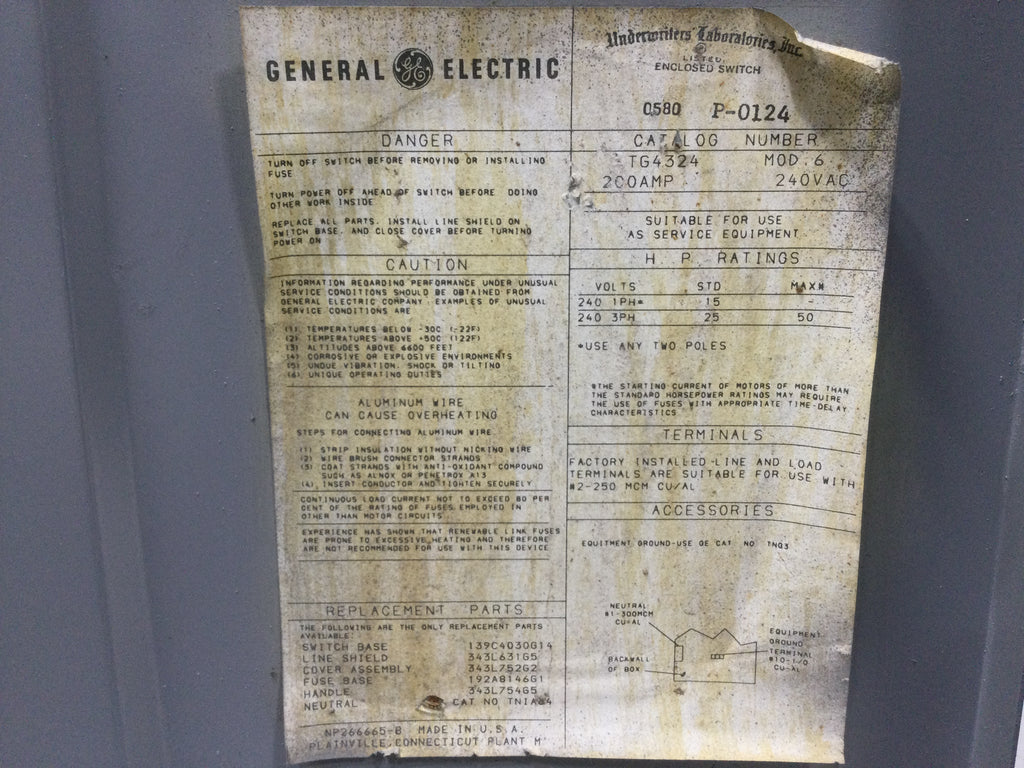 GENERAL GE ELECTRIC
DANGER
TURN OFF SWITCH BEFORE REMOVING OR INSTALLING
FUSE
TURN POWER OFF AHEAD OF SWITCH BEFORE DOING
OTHER WORK INSIDE
REPLACE ALL PARTS. INSTALL LINE SHIELD ON
SWITCH BASE. AND CLOSE COVER BEFORE TURNING
POWER ON
CAUTION
INFORMATION REGARDING PERFORMANCE UNDER UNUSUAL
SERVICE CONDITIONS SHOULD BE OBTAINED FROM
GENERAL ELECTRIC COMPANY. EXAMPLES OF UNUSUAL
SERVICE CONDITIONS ARE
(1) TEMPERATURES BELOW -30C (-22F)
(2) TEMPERATURES ABOVE +50C (122F)
(3) ALTITUDES ABOVE 6600 FEET
(4) CORROSIVE OR EXPLOSIVE ENVIRONMENTS
(5) UNDUE VIBRATION. SHOCK OR TILTING
(6) UNIQUE OPERATING DUTIES
ALUMINUM WIRE
CAN CAUSE OVERHEATING
STEPS FOR CONNECTING ALUMINUM WIRE
(1) STRIP INSULATION WITHOUT NICKING WIRE
(2) WIRE BRUSH CONNECTOR STRANDS
(3) COAT STRANDS WITH ANTI-OXIDANT COMPOUND
SUCH AS ALNOX OR PENETROX A13
(4) INSERT CONDUCTOR AND TIGHTEN SECURELY
CONTINUOUS LOAD CURRENT NOT TO EXCEED 80 PER
CENT OF THE RATING OF FUSES EMPLOYED IN
OTHER THAN MOTOR CIRCUITS
EXPERIENCE HAS SHOWN THAT RENEWABLE LINK FUSES
ARE PRONE TO EXCESSIVE HEATING AND THEREFORE
ARE NOT RECOMMENDED FOR USE WITH THIS DEVICE
REPLACEMENT PARTS
THE FOLLOWING ARE THE ONLY REPLACEMENT PARTS
AVAILABLE:
SWITCH BASE 139C4030G14
LINE SHIELD 343L631G5
COVER ASSEMBLY 343L752G2
FUSE BASE 192A8146G1
HANDLE 343L754G5
NEUTRAL CAT NO
NP266665-B MADE IN U.S.A.
PLAINVILLE, CONNECTICUT PLANT M
Underwriters Laboratories, Inc.
LISTED
ENCLOSED SWITCH
0580 P-0124
CATALOG NUMBER
TG4324 MOD. 6
200AMP 240VAC
SUITABLE FOR USE
AS SERVICE EQUIPMENT
H P RATINGS
VOLTS STD MAX#
240 1PH* 15 -
240 3PH 25 50
*USE ANY TWO POLES
#THE STARTING CURRENT OF MOTORS OF MORE THAN
THE STANDARD HORSEPOWER RATINGS MAY REQUIRE
THE USE OF FUSES WITH APPROPRIATE TIME-DELAY
CHARACTERISTICS
TERMINALS
FACTORY INSTALLED LINE AND LOAD
TERMINALS ARE SUITABLE FOR USE WITH
#2-250 MCM CU/AL
ACCESSORIES
EQUITMENT GROUND-USE GE CAT NO TNG3
NEUTRAL
#1-300MCM
CU-AL
BACKWALL
OF BOX
EQUIPMENT
GROUND
TERMINAL
#10-1/0
CU-AL